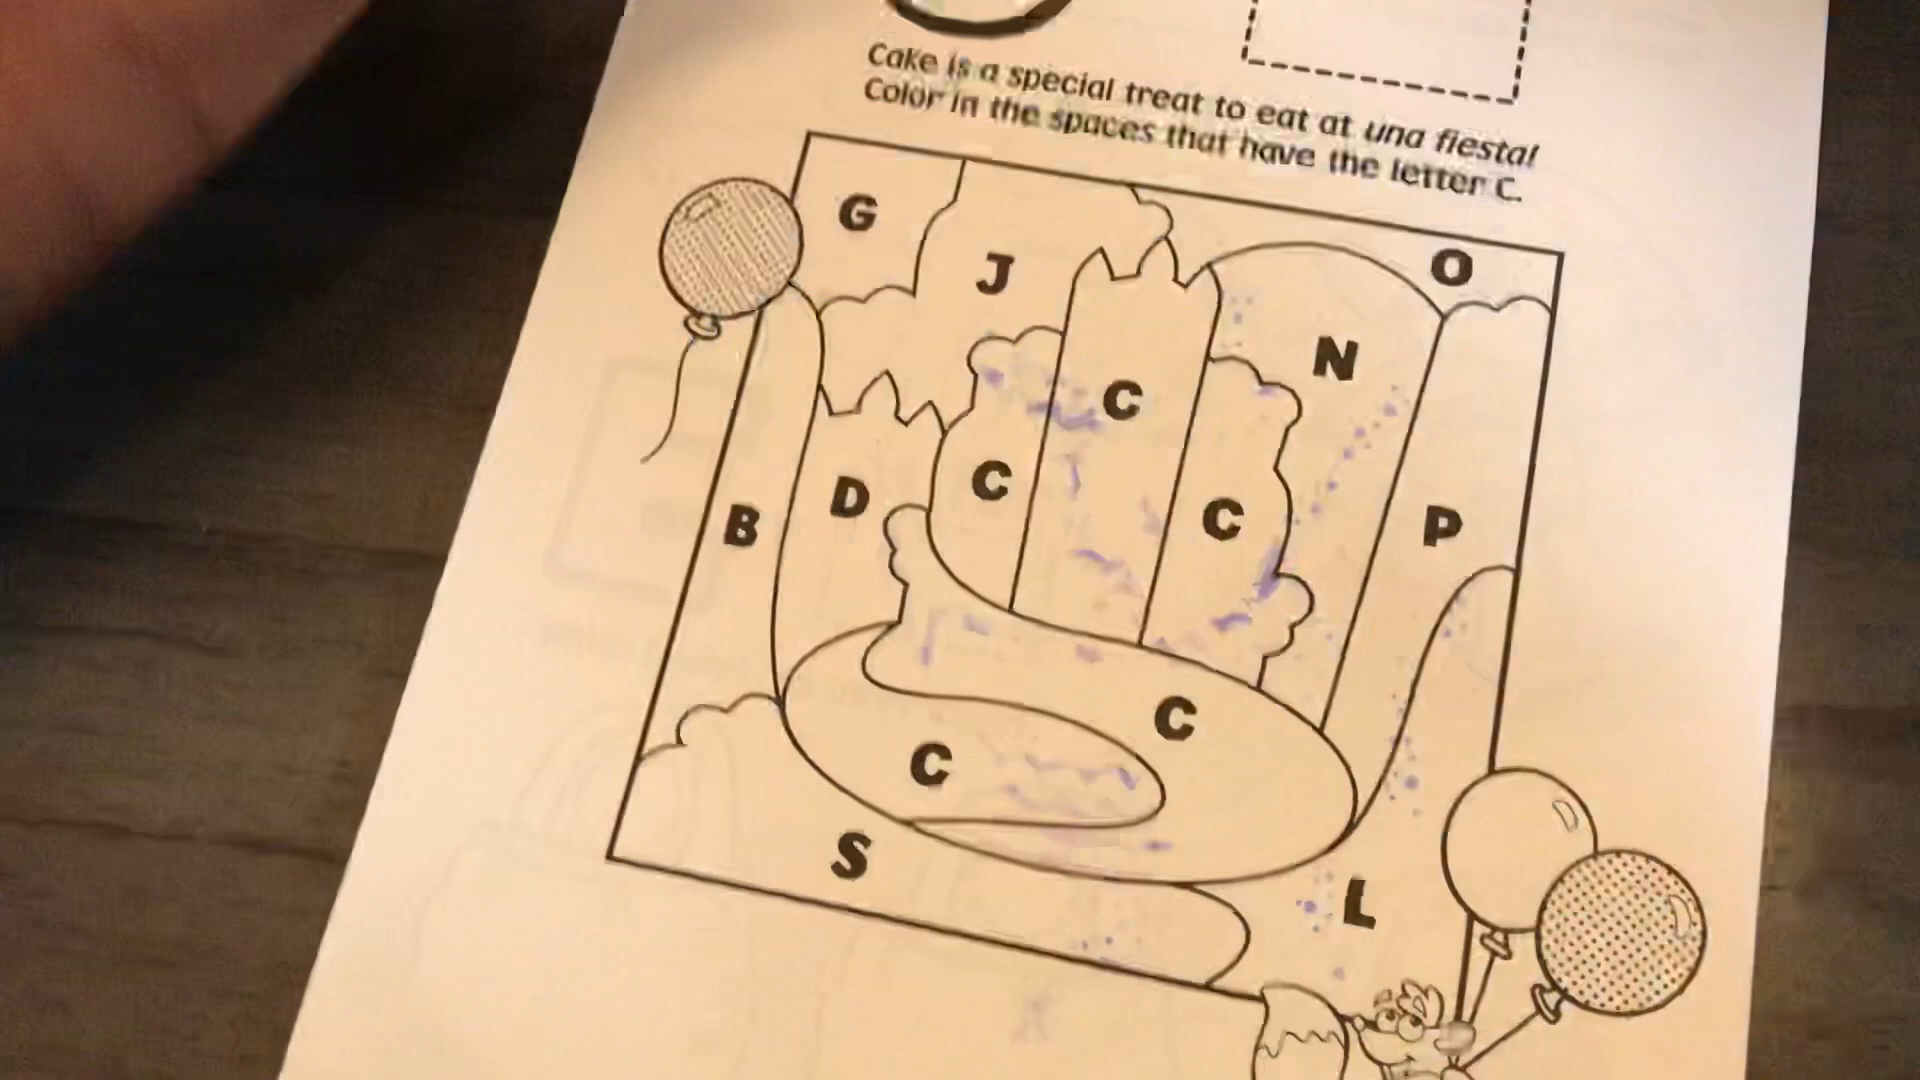 Cake is a special treat to eat at una fiesta!
Color in the spaces that have the letter C.
G
J
O
N
C
C
D
C
B
P
C
C
S
L